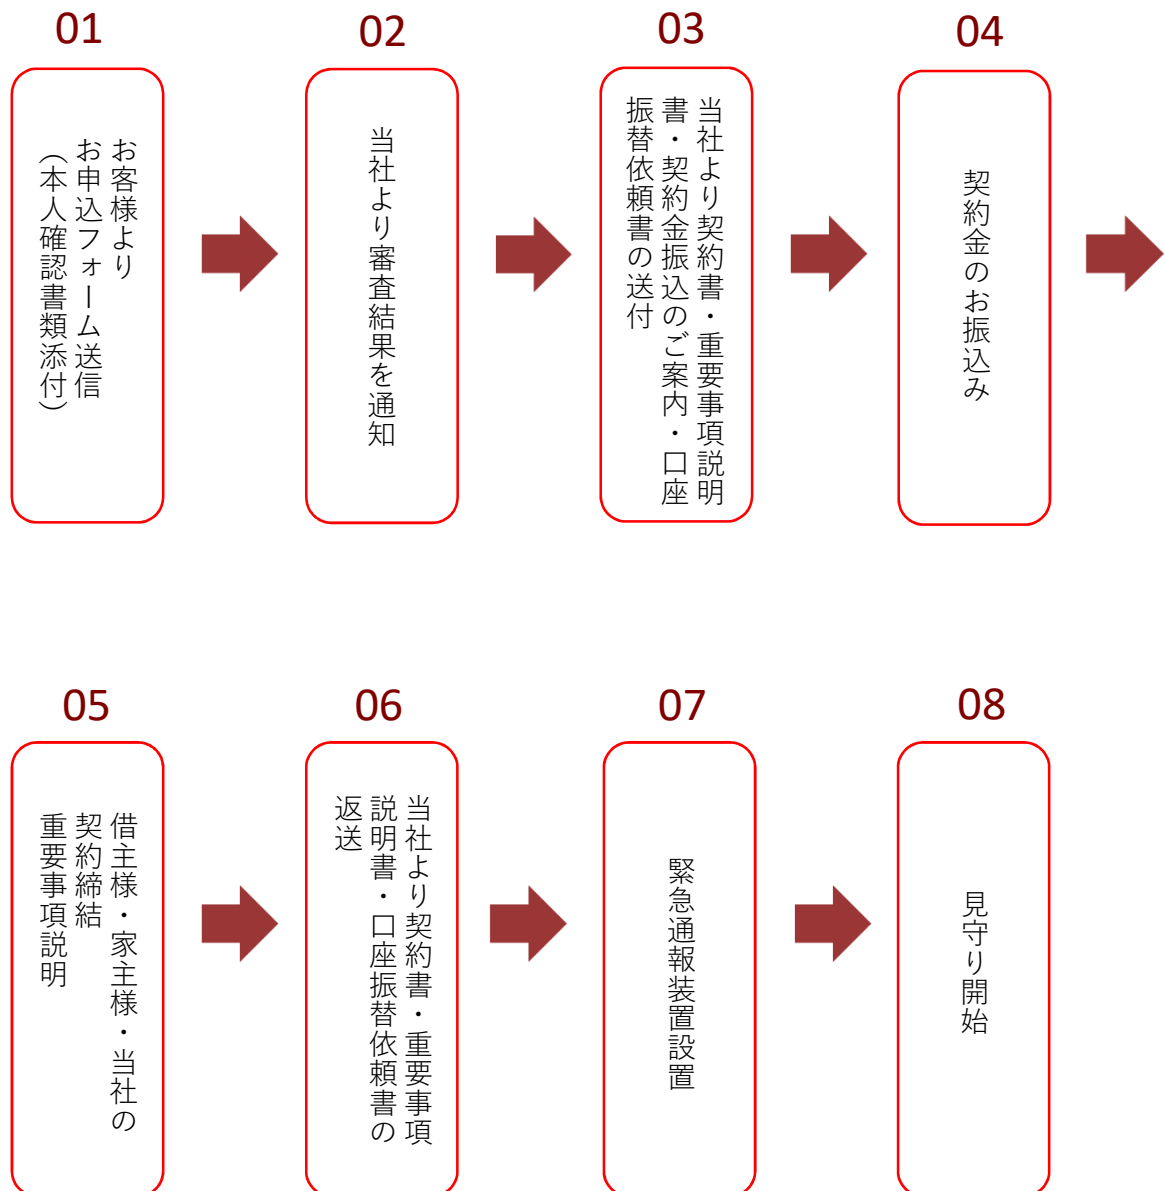 01
お客様より
お申込フォーム送信
（本人確認書類添付）
02
当社より審査結果を通知
03
当社より契約書・重要事項説明
書・契約金振込のご案内・口座
振替依頼書の送付
04
契約金のお振込み
05
借主様・家主様・当社の
契約締結
重要事項説明
06
当社より契約書・重要事項
説明書・口座振替依頼書の
返送
07
緊急通報装置設置
08
見守り開始